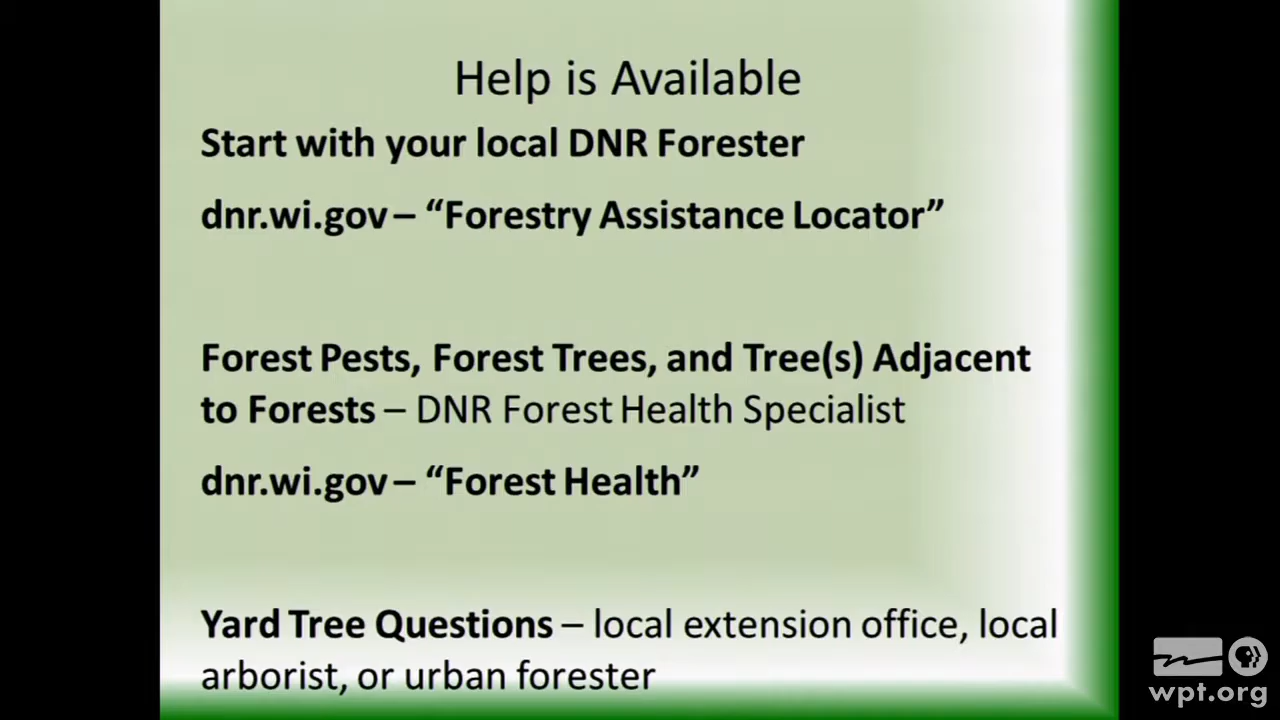 Help is Available
Start with your local DNR Forester
dnr.wi.gov – “Forestry Assistance Locator”
Forest Pests, Forest Trees, and Tree(s) Adjacent
to Forests – DNR Forest Health Specialist
dnr.wi.gov – “Forest Health”
Yard Tree Questions – local extension office, local
arborist, or urban forester
wpt.org